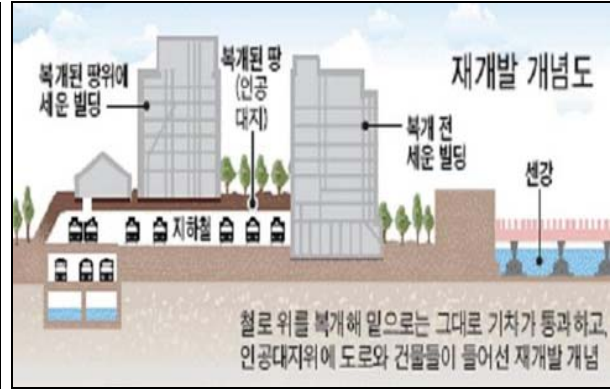 재개발 개념도
복개된 땅위에
세운 빌딩
복개된 땅
(인공
대지)
복개 전
세운 빌딩
센강
지하철
철로 위를 복개해 밑으로는 그대로 기차가 통과하고,
인공대지위에 도로와 건물들이 들어선 재개발 개념